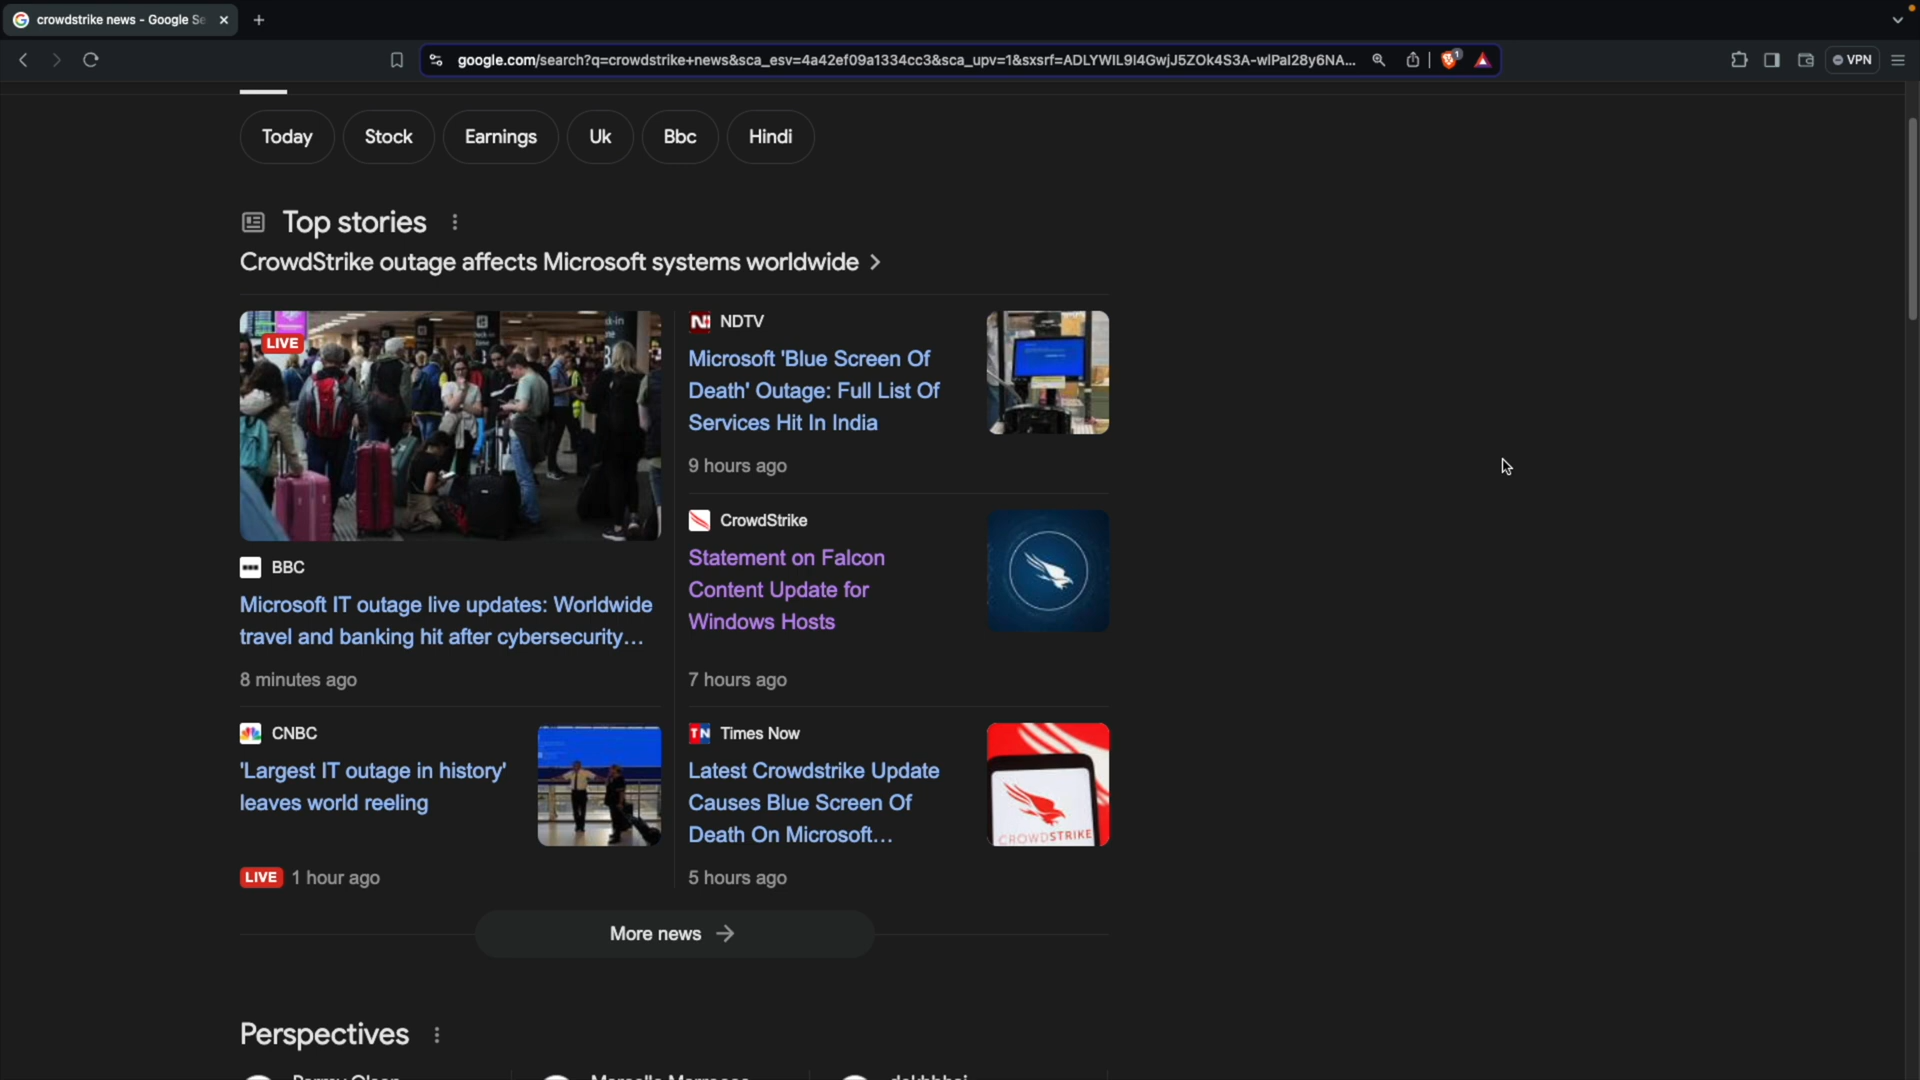 crowdstrike news - Google Se
google.com/search?q=crowdstrike+news&sca_esv=4a42ef09a1334cc3&sca_upv=1&sxsrf=ADLYWIL9I4GwjJ5ZOk4S3A-wlPaI28y6NA...
1
VPN
Today
Stock
Earnings
Uk
Bbc
Hindi
Top stories
CrowdStrike outage affects Microsoft systems worldwide
LIVE
BBC
Microsoft IT outage live updates: Worldwide
travel and banking hit after cybersecurity...
8 minutes ago
CNBC
'Largest IT outage in history'
leaves world reeling
LIVE 1 hour ago
NDTV
Microsoft 'Blue Screen Of
Death' Outage: Full List Of
Services Hit In India
9 hours ago
CrowdStrike
Statement on Falcon
Content Update for
Windows Hosts
7 hours ago
TN Times Now
Latest Crowdstrike Update
Causes Blue Screen Of
Death On Microsoft...
5 hours ago
CROWDSTRIKE
More news
Perspectives